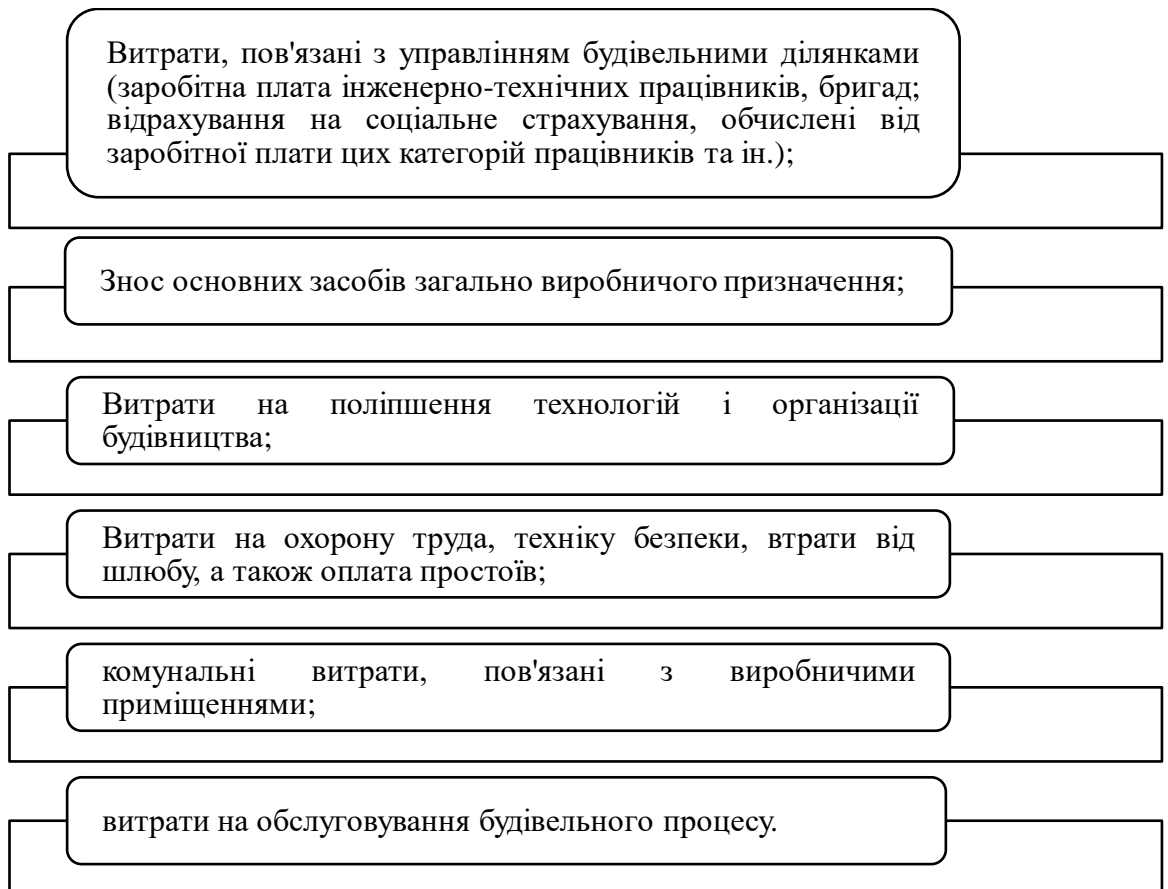 Витрати, пов'язані з управлінням будівельними ділянками
(заробітна плата інженерно-технічних працівників, бригад;
відрахування на соціальне страхування, обчислені від
заробітної плати цих категорій працівників та ін.);
Знос основних засобів загально виробничого призначення;
Витрати на поліпшення технологій і організації
будівництва;
Витрати на охорону труда, техніку безпеки, втрати від
шлюбу, а також оплата простоїв;
комунальні витрати, пов'язані з виробничими
приміщеннями;
витрати на обслуговування будівельного процесу.